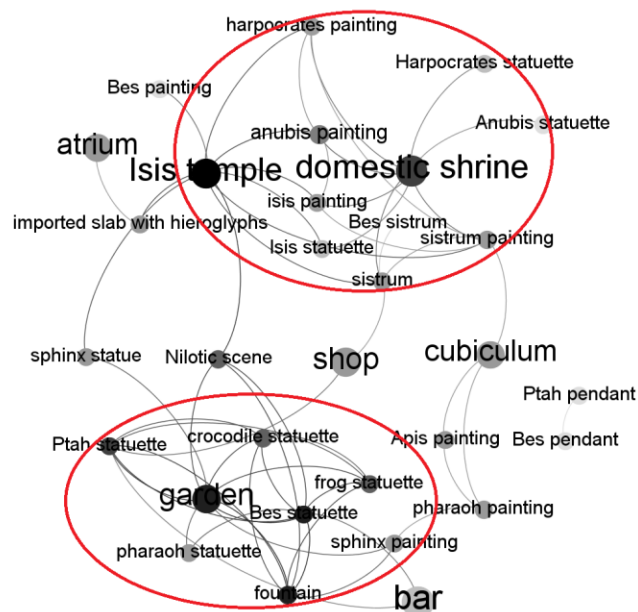 harpocrates painting
Harpocrates statuette
Bes painting
Anubis statuette
anubis painting
atrium
Isis temple
domestic shrine
isis painting
Bes sistrum
imported slab with hieroglyphs
sistrum painting
Isis statuette
sistrum
sphinx statue
Nilotic scene
shop
cubiculum
Ptah pendant
Ptah statuette
crocodile statuette
Apis painting
Bes pendant
frog statuette
garden
Bes statuette
pharaoh painting
pharaoh statuette
sphinx painting
fountain
bar